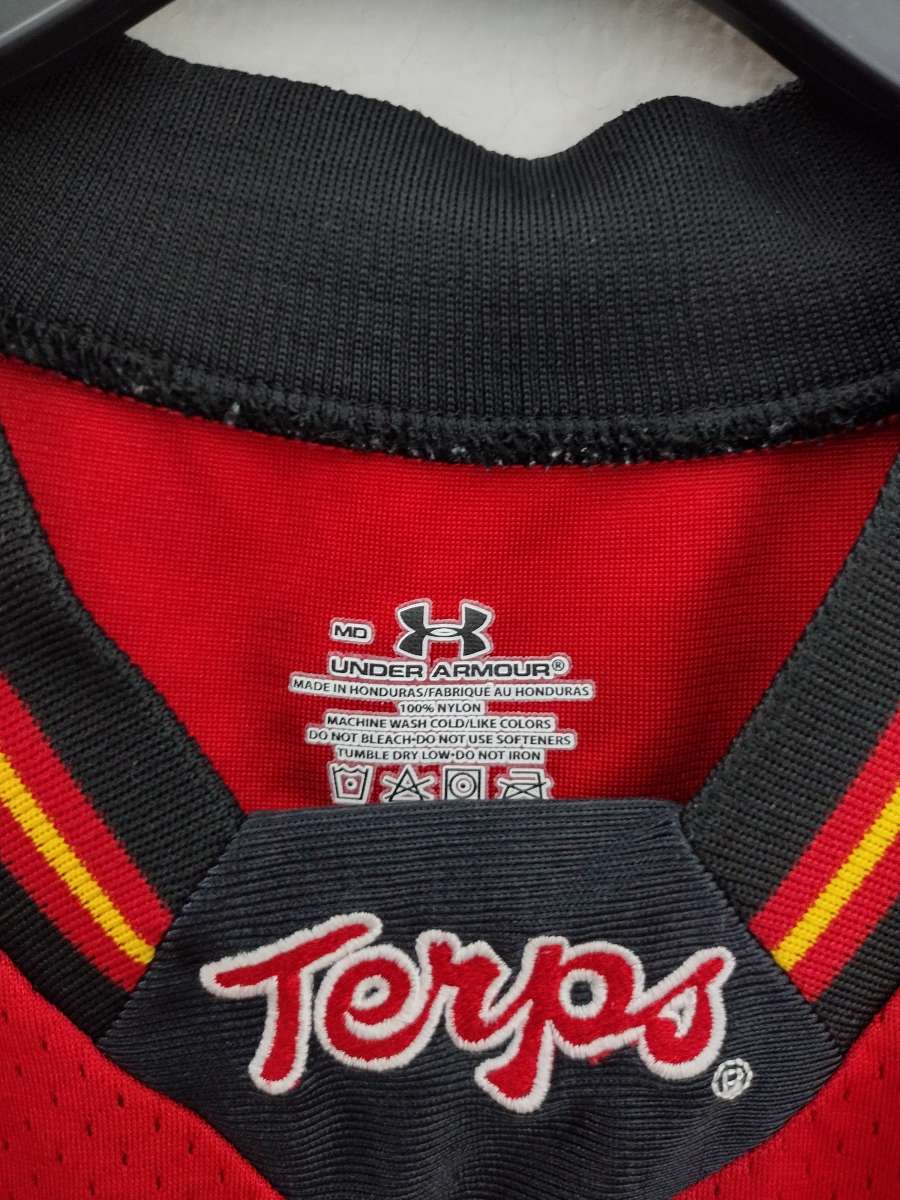 MD
UNDER ARMOUR®
MADE IN HONDURAS/FABRIQUÉ AU HONDURAS
100% NYLON
MACHINE WASH COLD/LIKE COLORS
DO NOT BLEACH•DO NOT USE SOFTENERS
TUMBLE DRY LOW•DO NOT IRON
Terps®